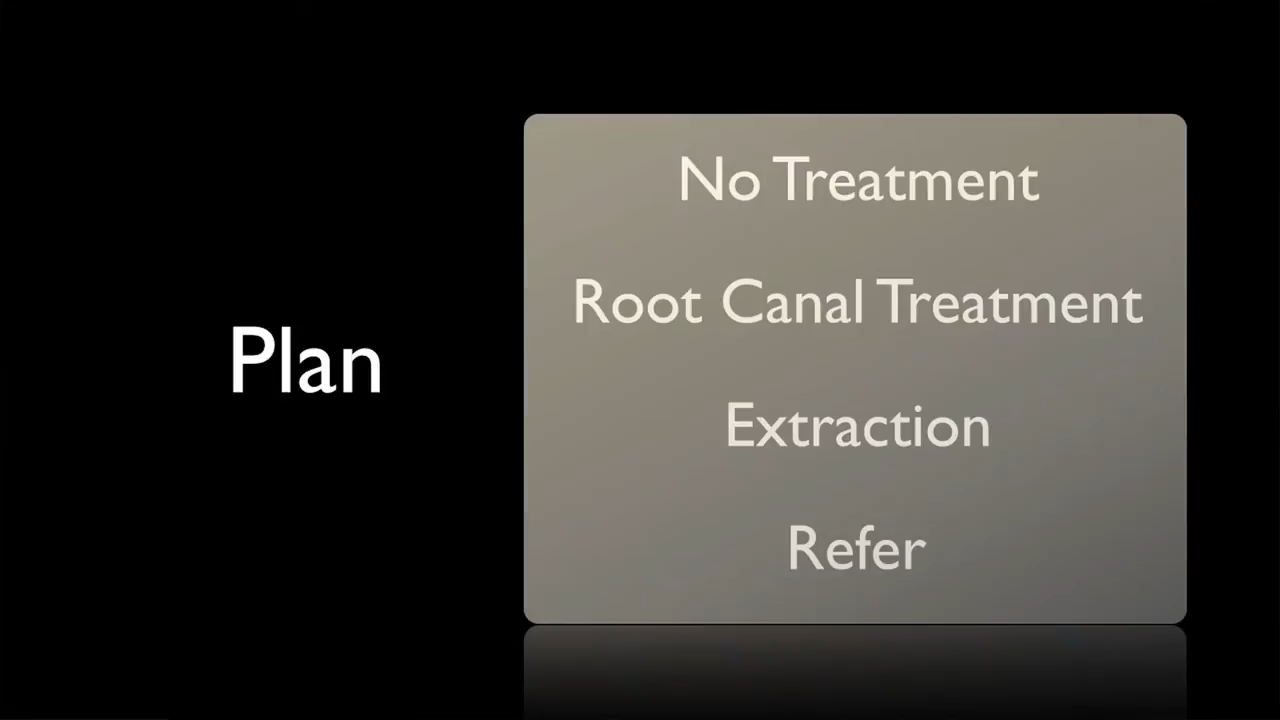 Plan
No Treatment
Root Canal Treatment
Extraction
Refer